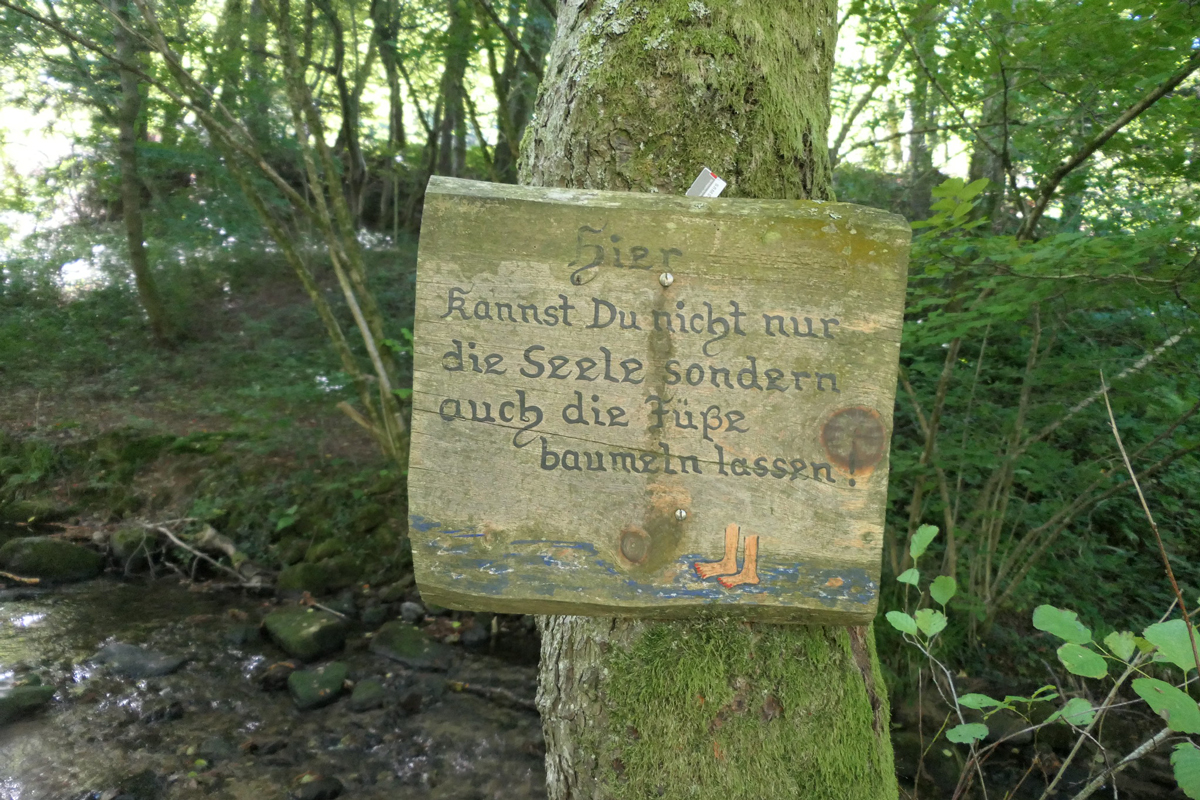 Hier
kannst Du nicht nur
die Seele sondern
auch die Füße
baumeln lassen!